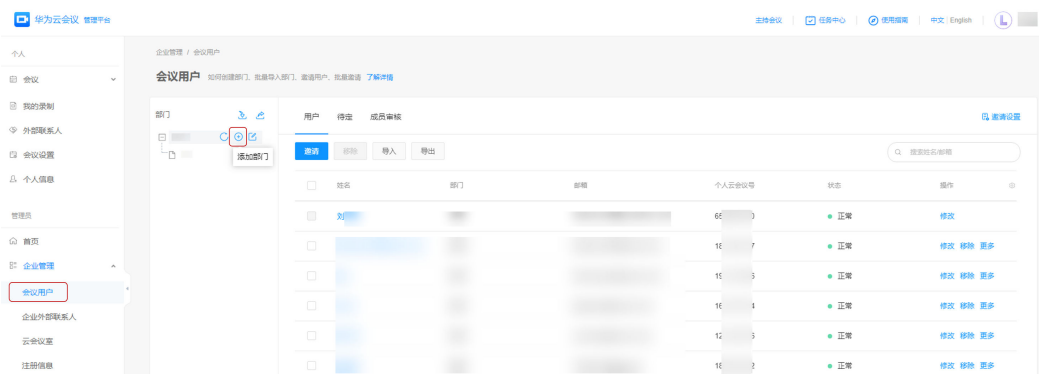 华为云会议 管理平台
主持会议 任务中心 使用指南 中文 | English
个人
会议
我的录制
外部联系人
会议设置
个人信息
管理员
首页
企业管理
会议用户
企业外部联系人
云会议室
注册信息
企业管理 / 会议用户
会议用户 如何创建部门、批量导入部门、邀请用户、批量邀请 了解详情
部门
添加部门
用户 待定 成员审核 邀请设置
邀请 移除 导入 导出 搜索姓名/邮箱
姓名 部门 邮箱 个人云会议号 状态 操作
刘 正常 修改
正常 修改 移除 更多
正常 修改 移除 更多
正常 修改 移除 更多
正常 修改 移除 更多
正常 修改 移除 更多